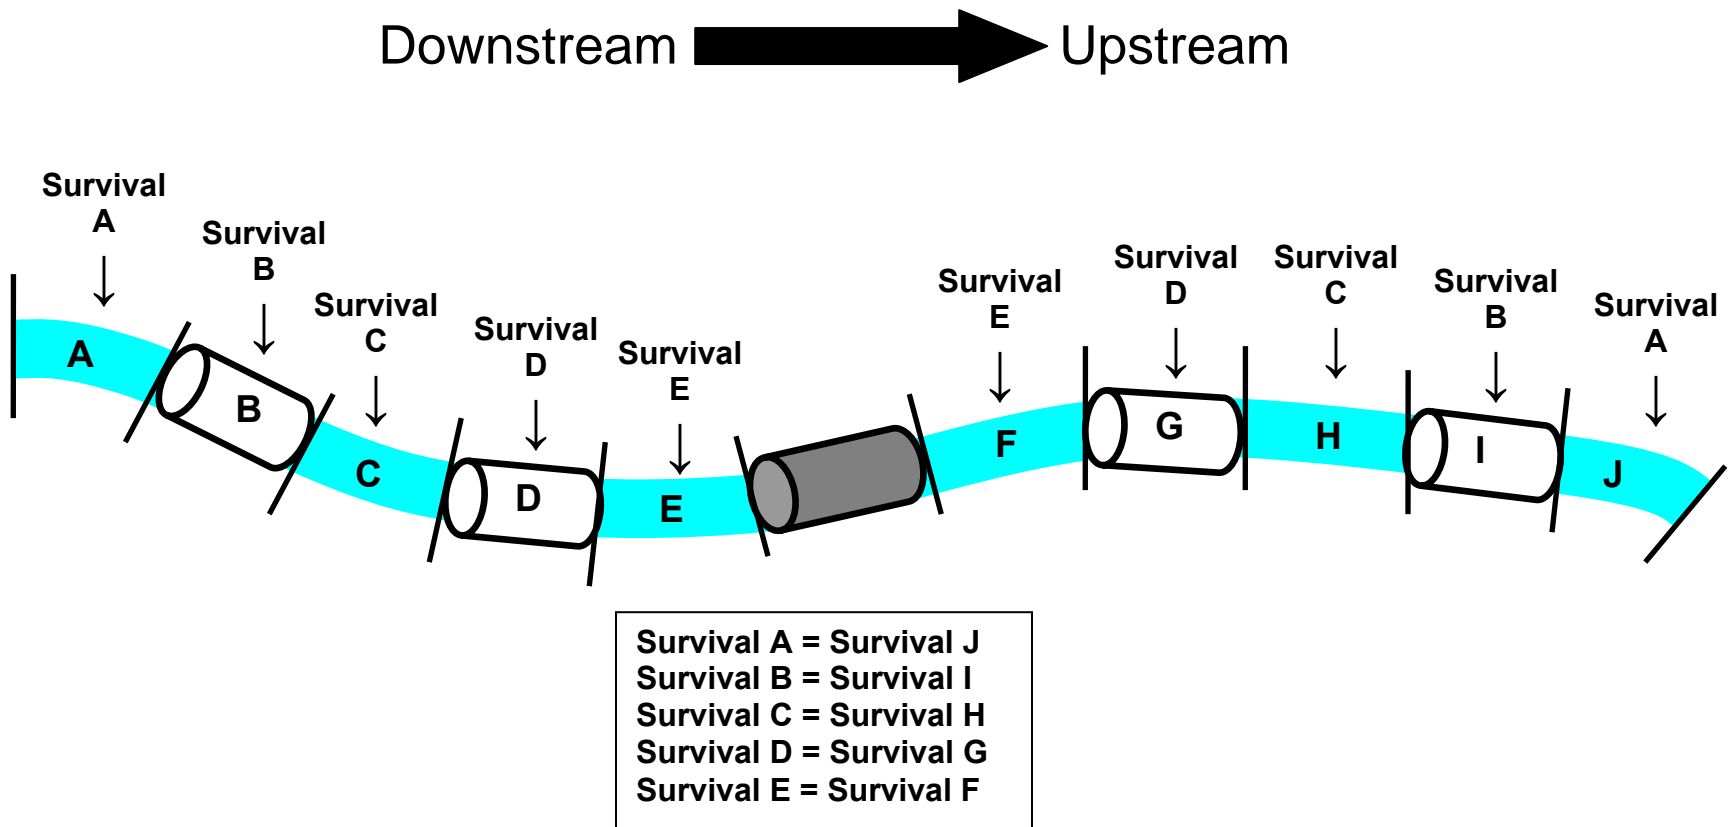 Downstream Upstream
Survival
A
Survival
B
Survival
C
Survival
D
Survival
E
Survival
E
Survival
D
Survival
C
Survival
B
Survival
A
A
B
C
D
E
F
G
H
I
J
Survival A = Survival J
Survival B = Survival I
Survival C = Survival H
Survival D = Survival G
Survival E = Survival F